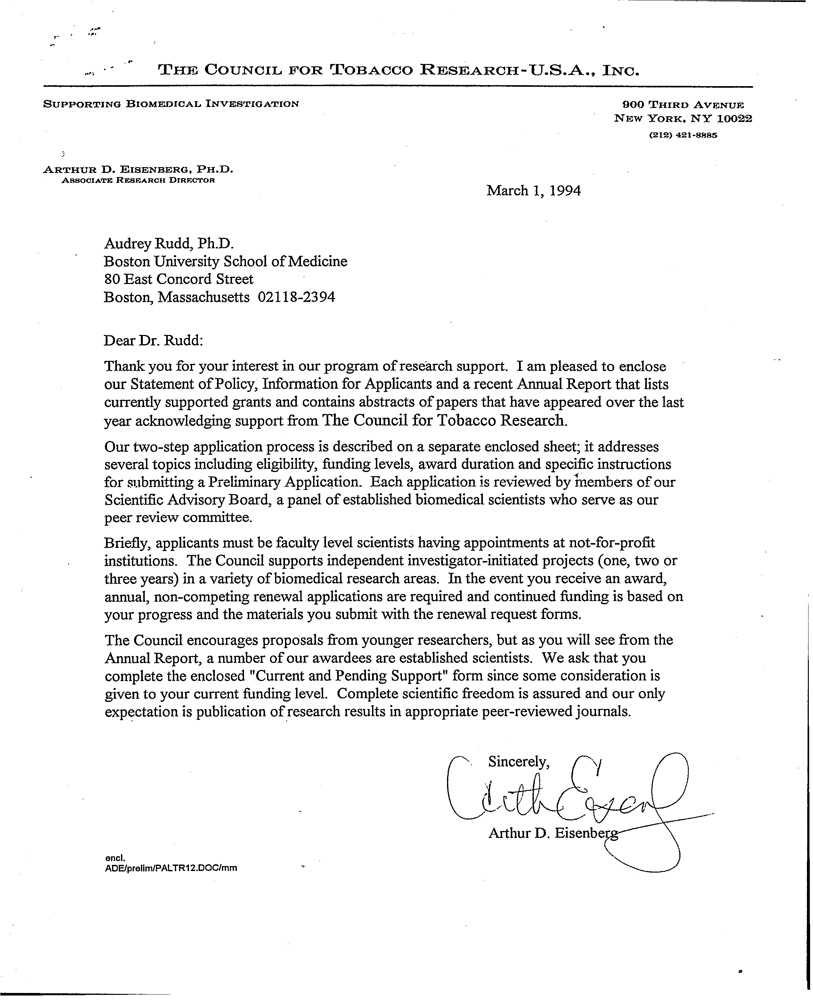 THE COUNCIL FOR TOBACCO RESEARCH-U.S.A., INC.
SUPPORTING BIOMEDICAL INVESTIGATION
900 THIRD AVENUE
NEW YORK, NY 10022
(212) 421-8885
ARTHUR D. EISENBERG, PH.D.
ASSOCIATE RESEARCH DIRECTOR
March 1, 1994
Audrey Rudd, Ph.D.
Boston University School of Medicine
80 East Concord Street
Boston, Massachusetts 02118-2394
Dear Dr. Rudd:
Thank you for your interest in our program of research support. I am pleased to enclose
our Statement of Policy, Information for Applicants and a recent Annual Report that lists
currently supported grants and contains abstracts of papers that have appeared over the last
year acknowledging support from The Council for Tobacco Research.
Our two-step application process is described on a separate enclosed sheet; it addresses
several topics including eligibility, funding levels, award duration and specific instructions
for submitting a Preliminary Application. Each application is reviewed by members of our
Scientific Advisory Board, a panel of established biomedical scientists who serve as our
peer review committee.
Briefly, applicants must be faculty level scientists having appointments at not-for-profit
institutions. The Council supports independent investigator-initiated projects (one, two or
three years) in a variety of biomedical research areas. In the event you receive an award,
annual, non-competing renewal applications are required and continued funding is based on
your progress and the materials you submit with the renewal request forms.
The Council encourages proposals from younger researchers, but as you will see from the
Annual Report, a number of our awardees are established scientists. We ask that you
complete the enclosed "Current and Pending Support" form since some consideration is
given to your current funding level. Complete scientific freedom is assured and our only
expectation is publication of research results in appropriate peer-reviewed journals.
Sincerely,
Arthur D. Eisenberg
encl.
ADE/prelim/PALTR12.DOC/mm